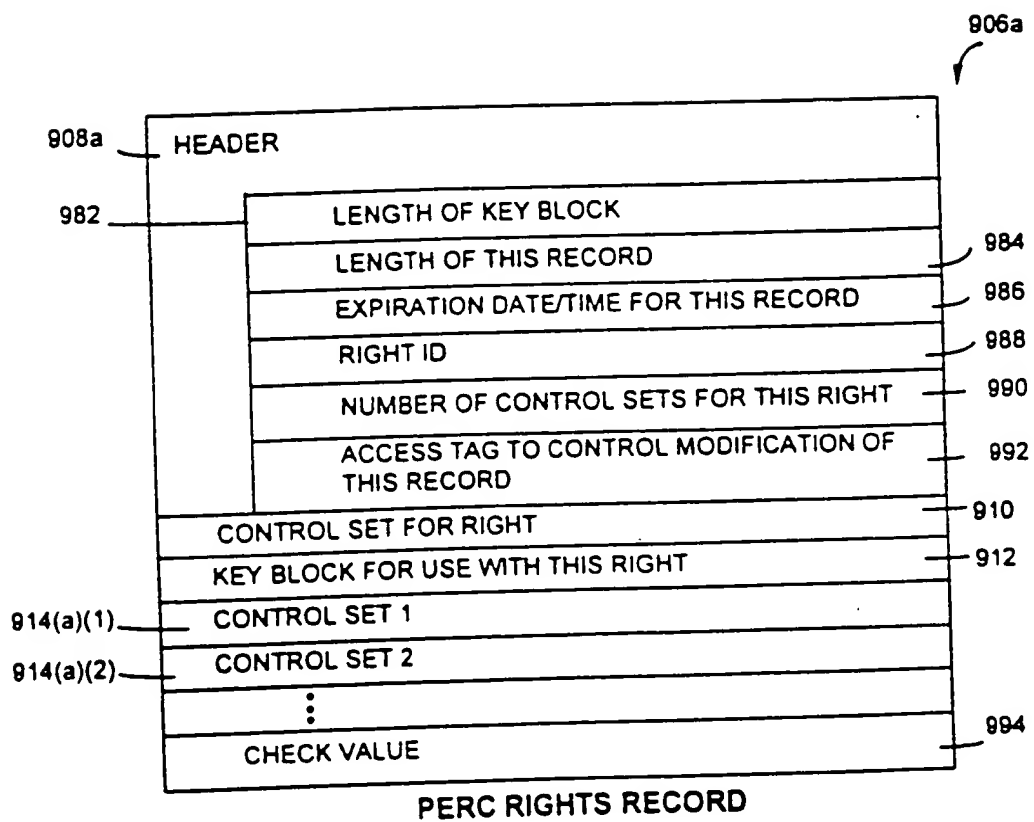 906a
908a HEADER
982 LENGTH OF KEY BLOCK
LENGTH OF THIS RECORD 984
EXPIRATION DATE/TIME FOR THIS RECORD 986
RIGHT ID 988
NUMBER OF CONTROL SETS FOR THIS RIGHT 990
ACCESS TAG TO CONTROL MODIFICATION OF 992
THIS RECORD
CONTROL SET FOR RIGHT 910
KEY BLOCK FOR USE WITH THIS RIGHT 912
914(a)(1) CONTROL SET 1
914(a)(2) CONTROL SET 2
CHECK VALUE 994
PERC RIGHTS RECORD